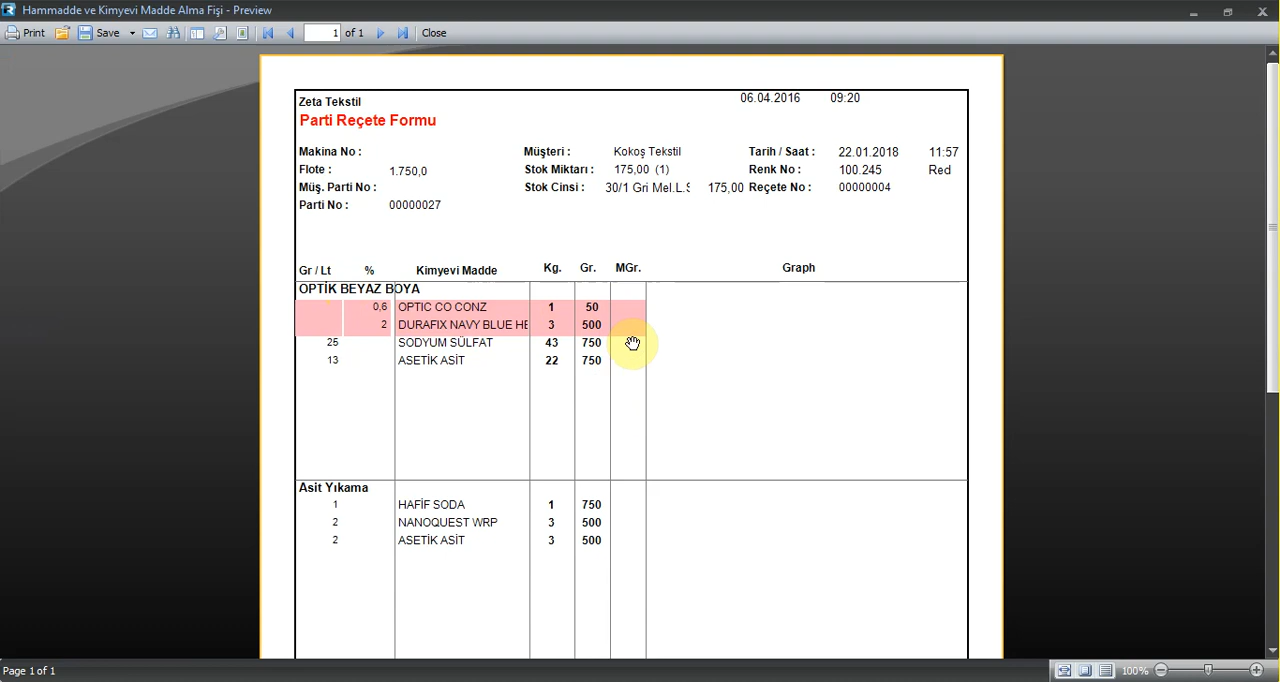 Hammadde ve Kimyevi Madde Alma Fişi - Preview
Print Save 1 of 1 Close
Zeta Tekstil 06.04.2016 09:20
Parti Reçete Formu
Makina No : Müşteri : Kokoş Tekstil Tarih / Saat : 22.01.2018 11:57
Flote : 1.750,0 Stok Miktarı : 175,00 (1) Renk No : 100.245 Red
Müş. Parti No : Stok Cinsi : 30/1 Gri Mel.L.S 175,00 Reçete No : 00000004
Parti No : 00000027
Gr / Lt % Kimyevi Madde Kg. Gr. MGr. Graph
OPTİK BEYAZ BOYA
0,6 OPTIC CO CONZ 1 50
2 DURAFIX NAVY BLUE HE 3 500
25 SODYUM SÜLFAT 43 750
13 ASETİK ASİT 22 750
Asit Yıkama
1 HAFİF SODA 1 750
2 NANOQUEST WRP 3 500
2 ASETİK ASİT 3 500
Page 1 of 1 100%